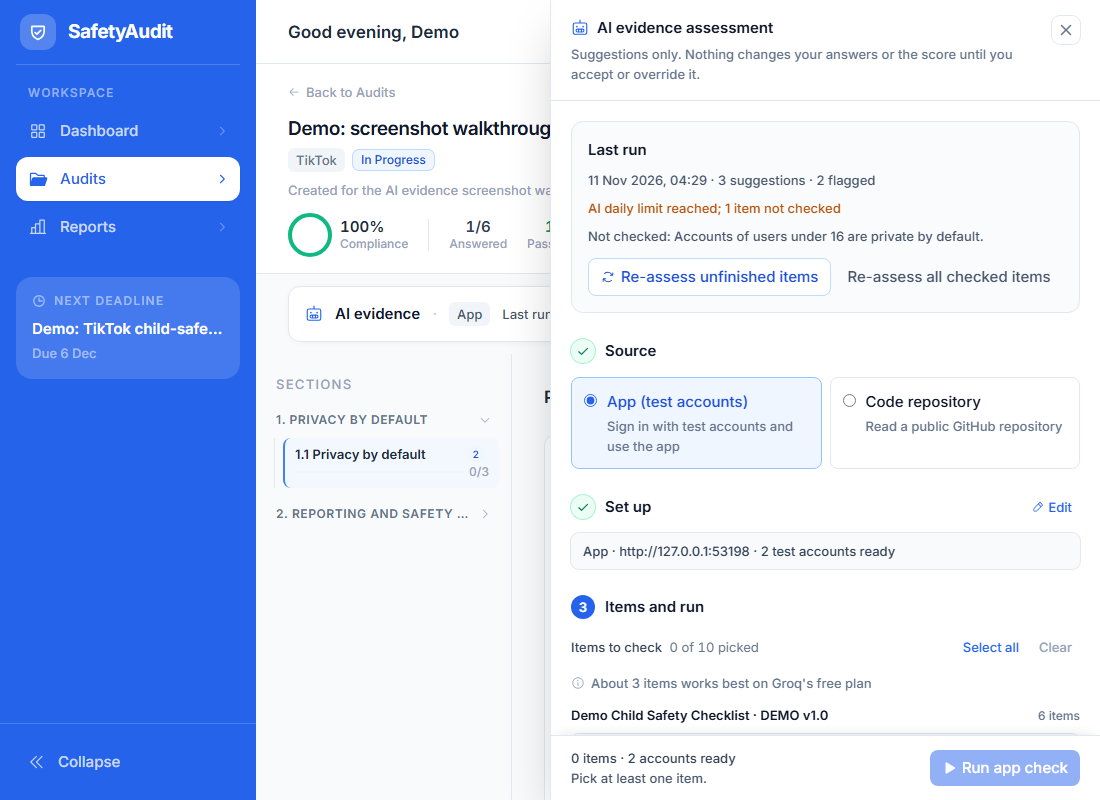 SafetyAudit
WORKSPACE
Dashboard
Audits
Reports
NEXT DEADLINE
Demo: TikTok child-safe...
Due 6 Dec
Collapse
Good evening, Demo
Back to Audits
Demo: screenshot walkthroug
TikTok
In Progress
Created for the AI evidence screenshot wa
100%
Compliance
1/6
Answered
1
Pass
AI evidence · App Last run
SECTIONS
1. PRIVACY BY DEFAULT
1.1 Privacy by default 2
0/3
2. REPORTING AND SAFETY ...
AI evidence assessment
Suggestions only. Nothing changes your answers or the score until you
accept or override it.
Last run
11 Nov 2026, 04:29 · 3 suggestions · 2 flagged
AI daily limit reached; 1 item not checked
Not checked: Accounts of users under 16 are private by default.
Re-assess unfinished items
Re-assess all checked items
Source
App (test accounts)
Sign in with test accounts and
use the app
Code repository
Read a public GitHub repository
Set up
Edit
App · http://127.0.0.1:53198 · 2 test accounts ready
3 Items and run
Items to check 0 of 10 picked
Select all
Clear
About 3 items works best on Groq's free plan
Demo Child Safety Checklist · DEMO v1.0
6 items
0 items · 2 accounts ready
Pick at least one item.
Run app check